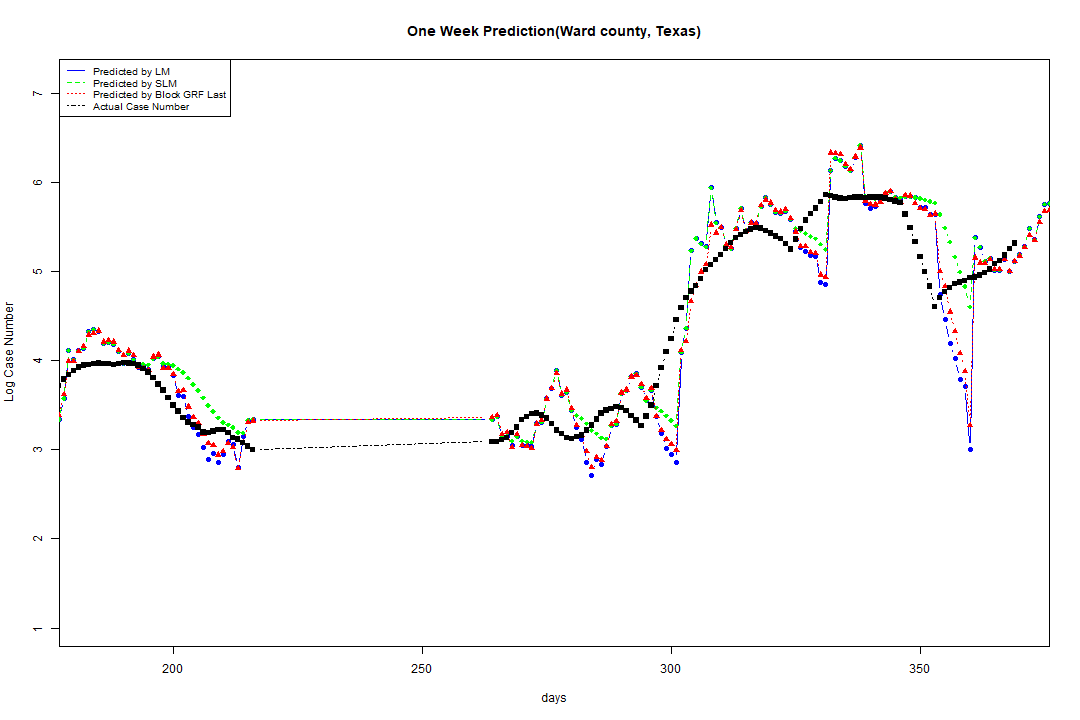 One Week Prediction(Ward county, Texas)
Predicted by LM
Predicted by SLM
Predicted by Block GRF Last
Actual Case Number
7
6
5
4
3
2
1
Log Case Number
200 250 300 350
days